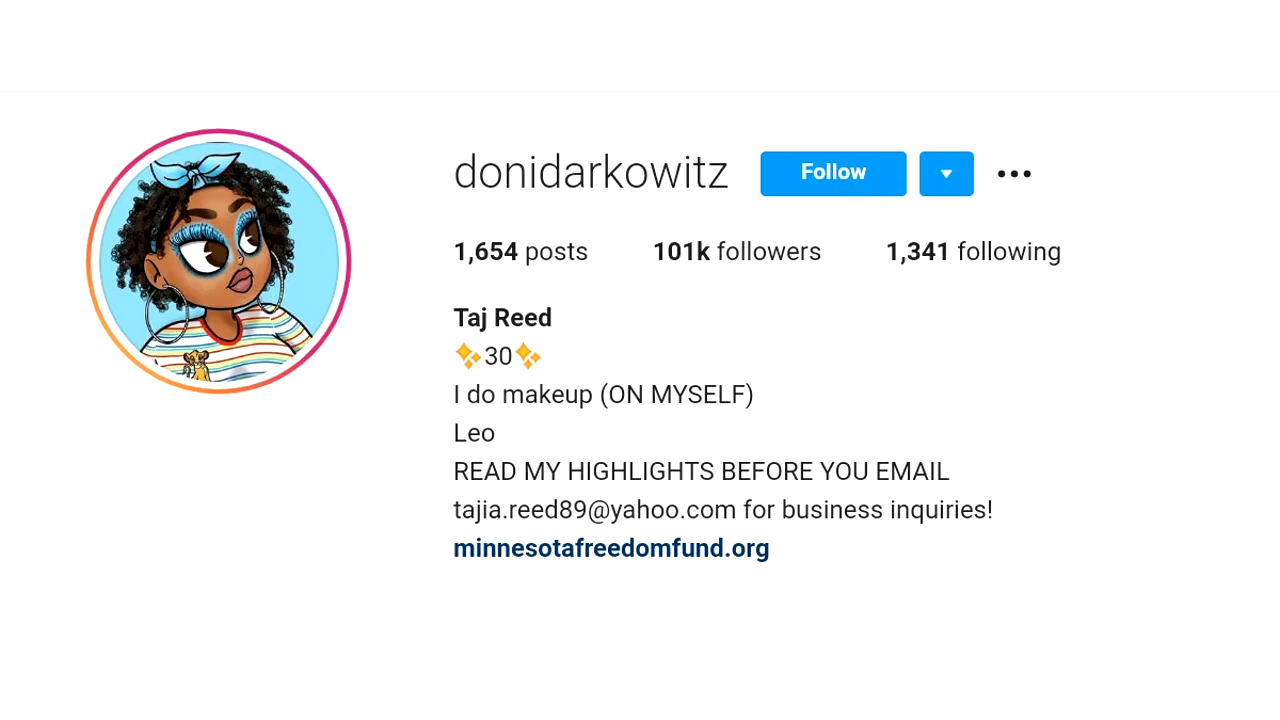 donidarkowitz Follow
1,654 posts 101k followers 1,341 following
Taj Reed
✨30✨
I do makeup (ON MYSELF)
Leo
READ MY HIGHLIGHTS BEFORE YOU EMAIL
tajia.reed89@yahoo.com for business inquiries!
minnesotafreedomfund.org